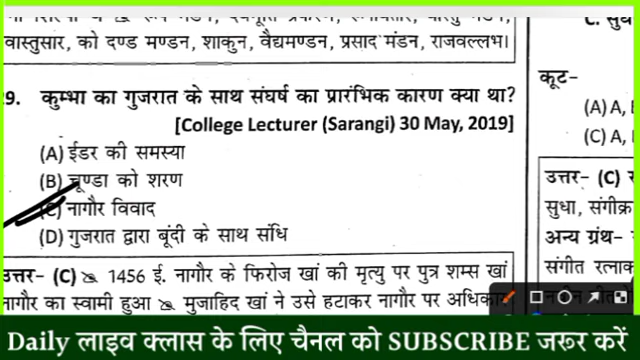 वास्तुसार, को दण्ड मण्डन, शाकुन, वैद्यमण्डन, प्रसाद मंडन, राजवल्लभ।
29. कुम्भा का गुजरात के साथ संघर्ष का प्रारंभिक कारण क्या था?
[College Lecturer (Sarangi) 30 May, 2019]
(A) ईडर की समस्या
(B) चूण्डा को शरण
(C) नागौर विवाद
(D) गुजरात द्वारा बूंदी के साथ संधि
उत्तर- (C) 1456 ई. नागौर के फिरोज खां की मृत्यु पर पुत्र शम्स खां
नागौर का स्वामी हुआ मुजाहिद खां ने उसे हटाकर नागौर पर
C. सुध
कूट-
(A) A,
(C) A,
उत्तर- (C)
सुधा, संगीक्र
अन्य ग्रंथ-
संगीत रत्नाक
Daily लाइव क्लास के लिए चैनल को SUBSCRIBE जरूर करें